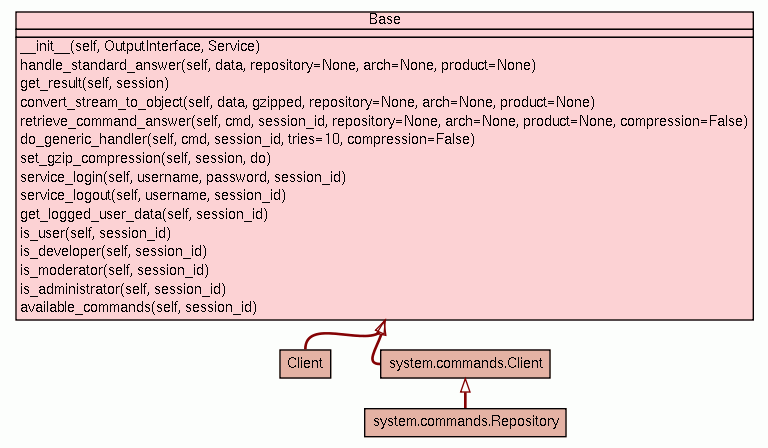 Base
__init__(self, OutputInterface, Service)
handle_standard_answer(self, data, repository=None, arch=None, product=None)
get_result(self, session)
convert_stream_to_object(self, data, gzipped, repository=None, arch=None, product=None)
retrieve_command_answer(self, cmd, session_id, repository=None, arch=None, product=None, compression=False)
do_generic_handler(self, cmd, session_id, tries=10, compression=False)
set_gzip_compression(self, session, do)
service_login(self, username, password, session_id)
service_logout(self, username, session_id)
get_logged_user_data(self, session_id)
is_user(self, session_id)
is_developer(self, session_id)
is_moderator(self, session_id)
is_administrator(self, session_id)
available_commands(self, session_id)
Client
system.commands.Client
system.commands.Repository